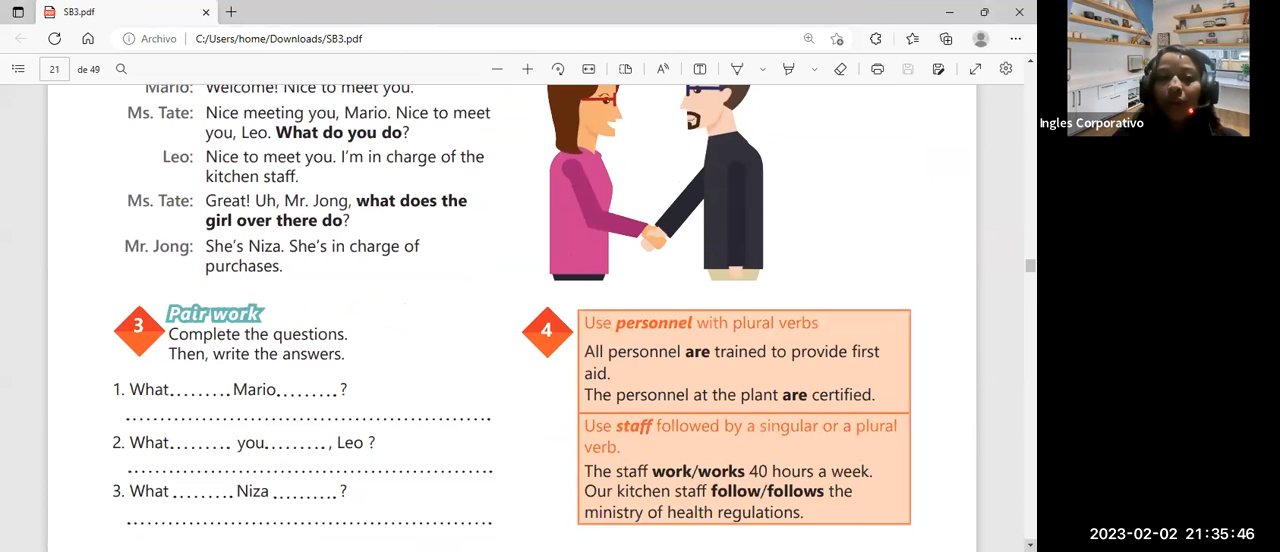 SB3.pdf
Archivo
C:/Users/home/Downloads/SB3.pdf
21
de 49
Mario: Welcome! Nice to meet you.
Ms. Tate: Nice meeting you, Mario. Nice to meet
you, Leo. What do you do?
Leo: Nice to meet you. I'm in charge of the
kitchen staff.
Ms. Tate: Great! Uh, Mr. Jong, what does the
girl over there do?
Mr. Jong: She's Niza. She's in charge of
purchases.
3 Pair work
Complete the questions.
Then, write the answers.
1. What.........Mario.........?
2. What......... you........., Leo ?
3. What ......... Niza .........?
4
Use personnel with plural verbs
All personnel are trained to provide first
aid.
The personnel at the plant are certified.
Use staff followed by a singular or a plural
verb.
The staff work/works 40 hours a week.
Our kitchen staff follow/follows the
ministry of health regulations.
Ingles Corporativo
2023-02-02 21:35:46